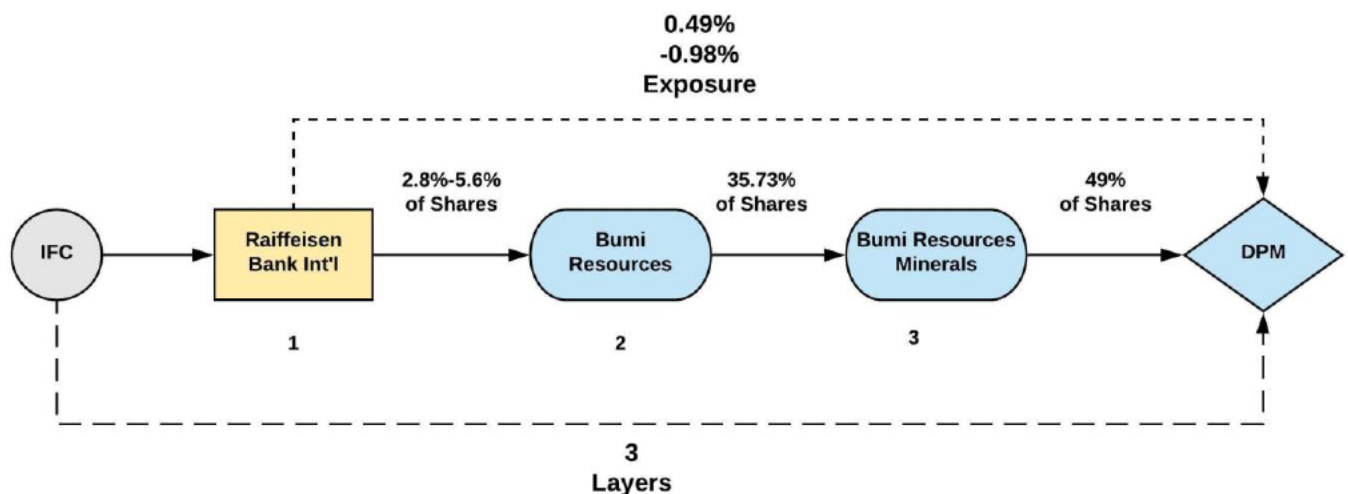 0.49%
-0.98%
Exposure
2.8%-5.6%
of Shares
35.73%
of Shares
49%
of Shares
IFC
Raiffeisen
Bank Int'l
Bumi
Resources
Bumi Resources
Minerals
DPM
1
2
3
3
Layers